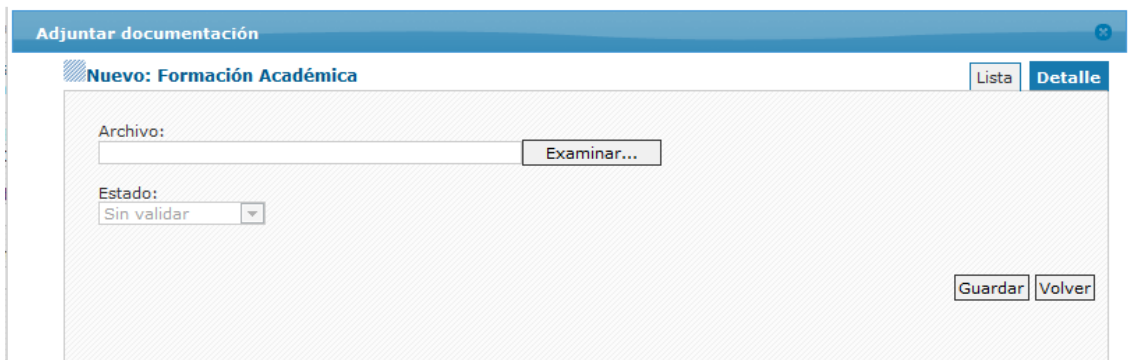 Adjuntar documentación
Nuevo: Formación Académica
Lista
Detalle
Archivo:
Examinar...
Estado:
Sin validar
Guardar
Volver